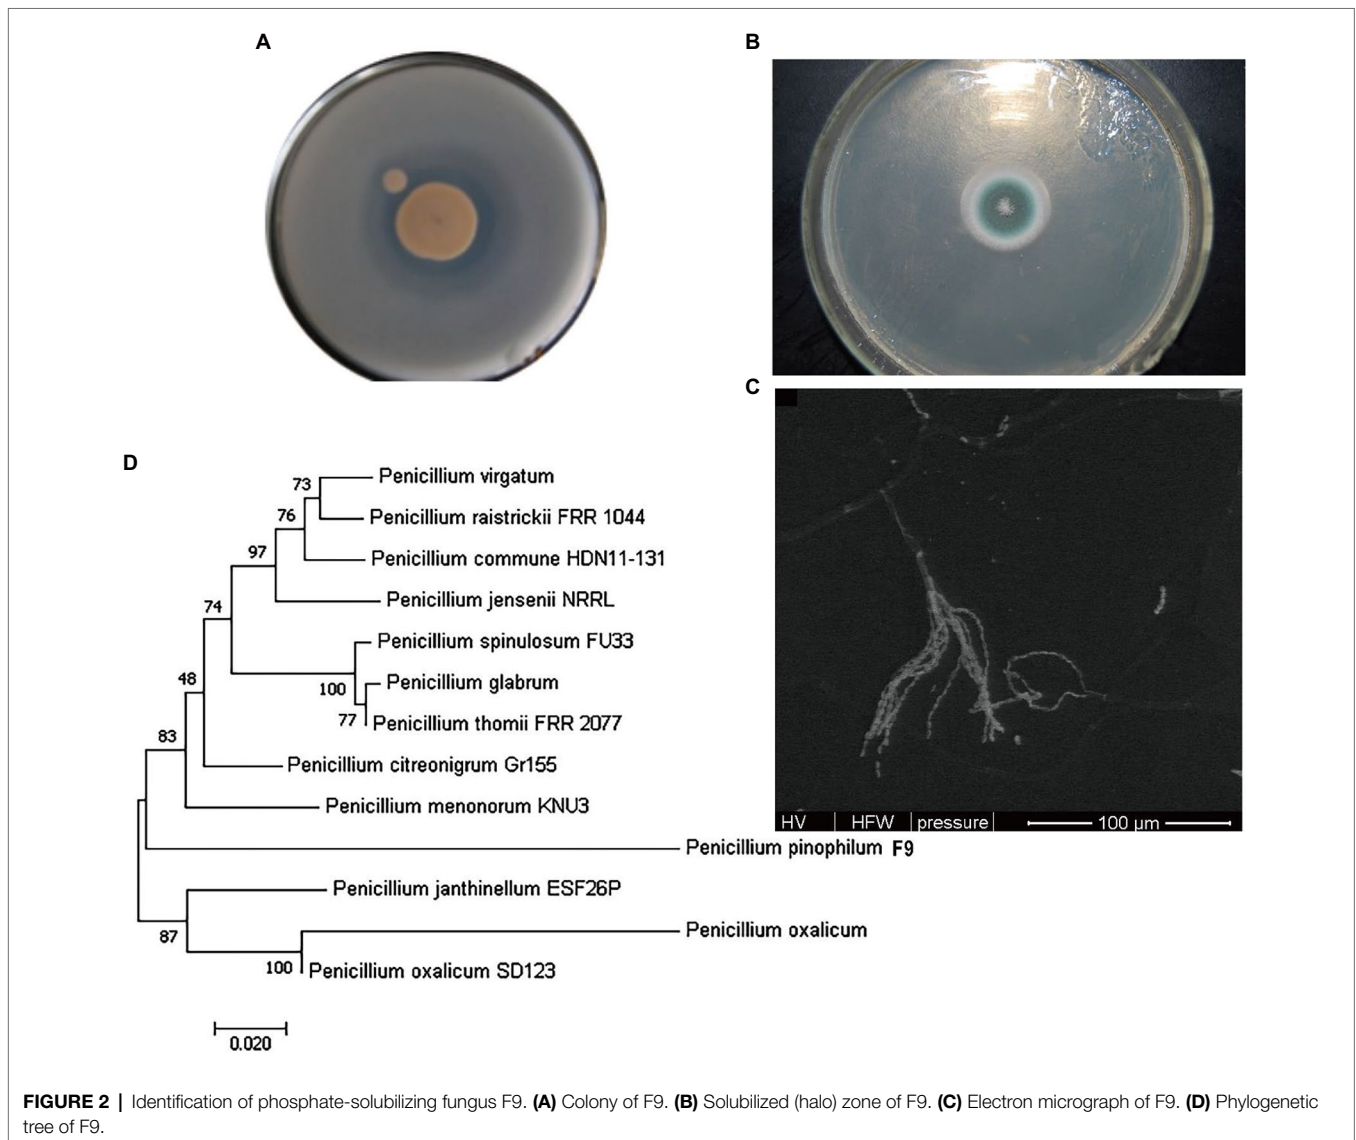 A
B
C
D
73
Penicillium virgatum
76
Penicillium raistrickii FRR 1044
97
Penicillium commune HDN11-131
74
Penicillium jensenii NRRL
Penicillium spinulosum FU33
48
100
Penicillium glabrum
77
Penicillium thomii FRR 2077
83
Penicillium citreonigrum Gr155
Penicillium menonorum KNU3
HV HFW pressure 100 µm
Penicillium pinophilum F9
Penicillium janthinellum ESF26P
87
Penicillium oxalicum
100
Penicillium oxalicum SD123
0.020
FIGURE 2 | Identification of phosphate-solubilizing fungus F9. (A) Colony of F9. (B) Solubilized (halo) zone of F9. (C) Electron micrograph of F9. (D) Phylogenetic
tree of F9.